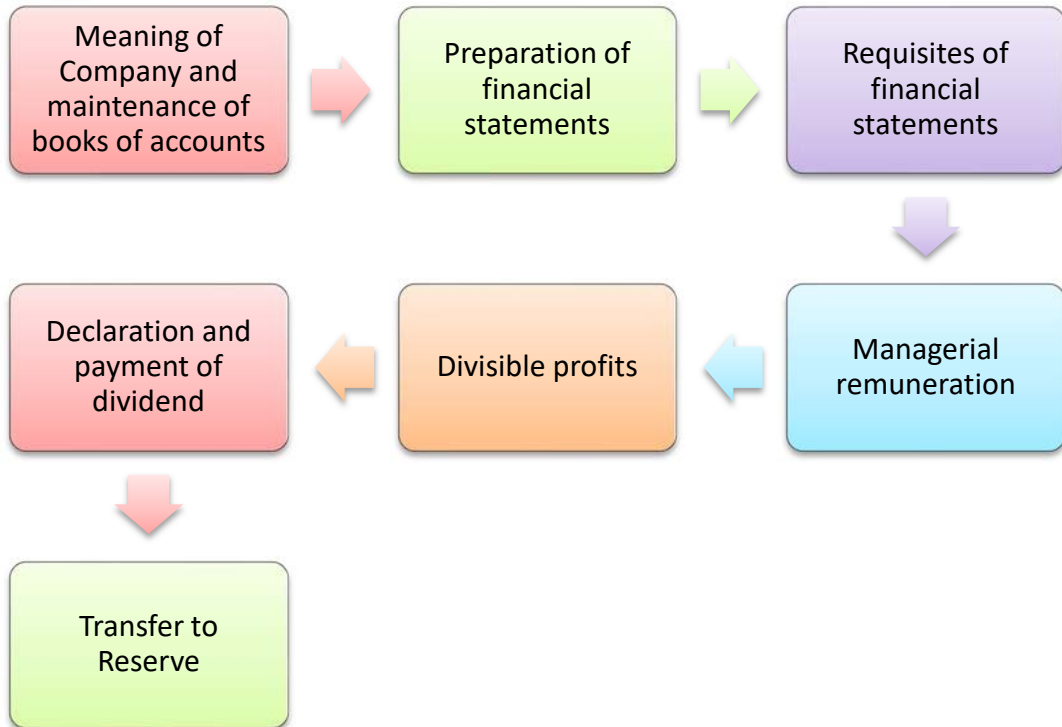 Meaning of
Company and
maintenance of
books of accounts
Preparation of
financial
statements
Requisites of
financial
statements
Managerial
remuneration
Divisible profits
Declaration and
payment of
dividend
Transfer to
Reserve